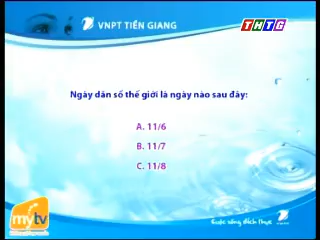 VNPT TIỀN GIANG
THTG
Ngày dân số thế giới là ngày nào sau đây:
A. 11/6
B. 11/7
C. 11/8
mytv
Cuộc sống đích thực